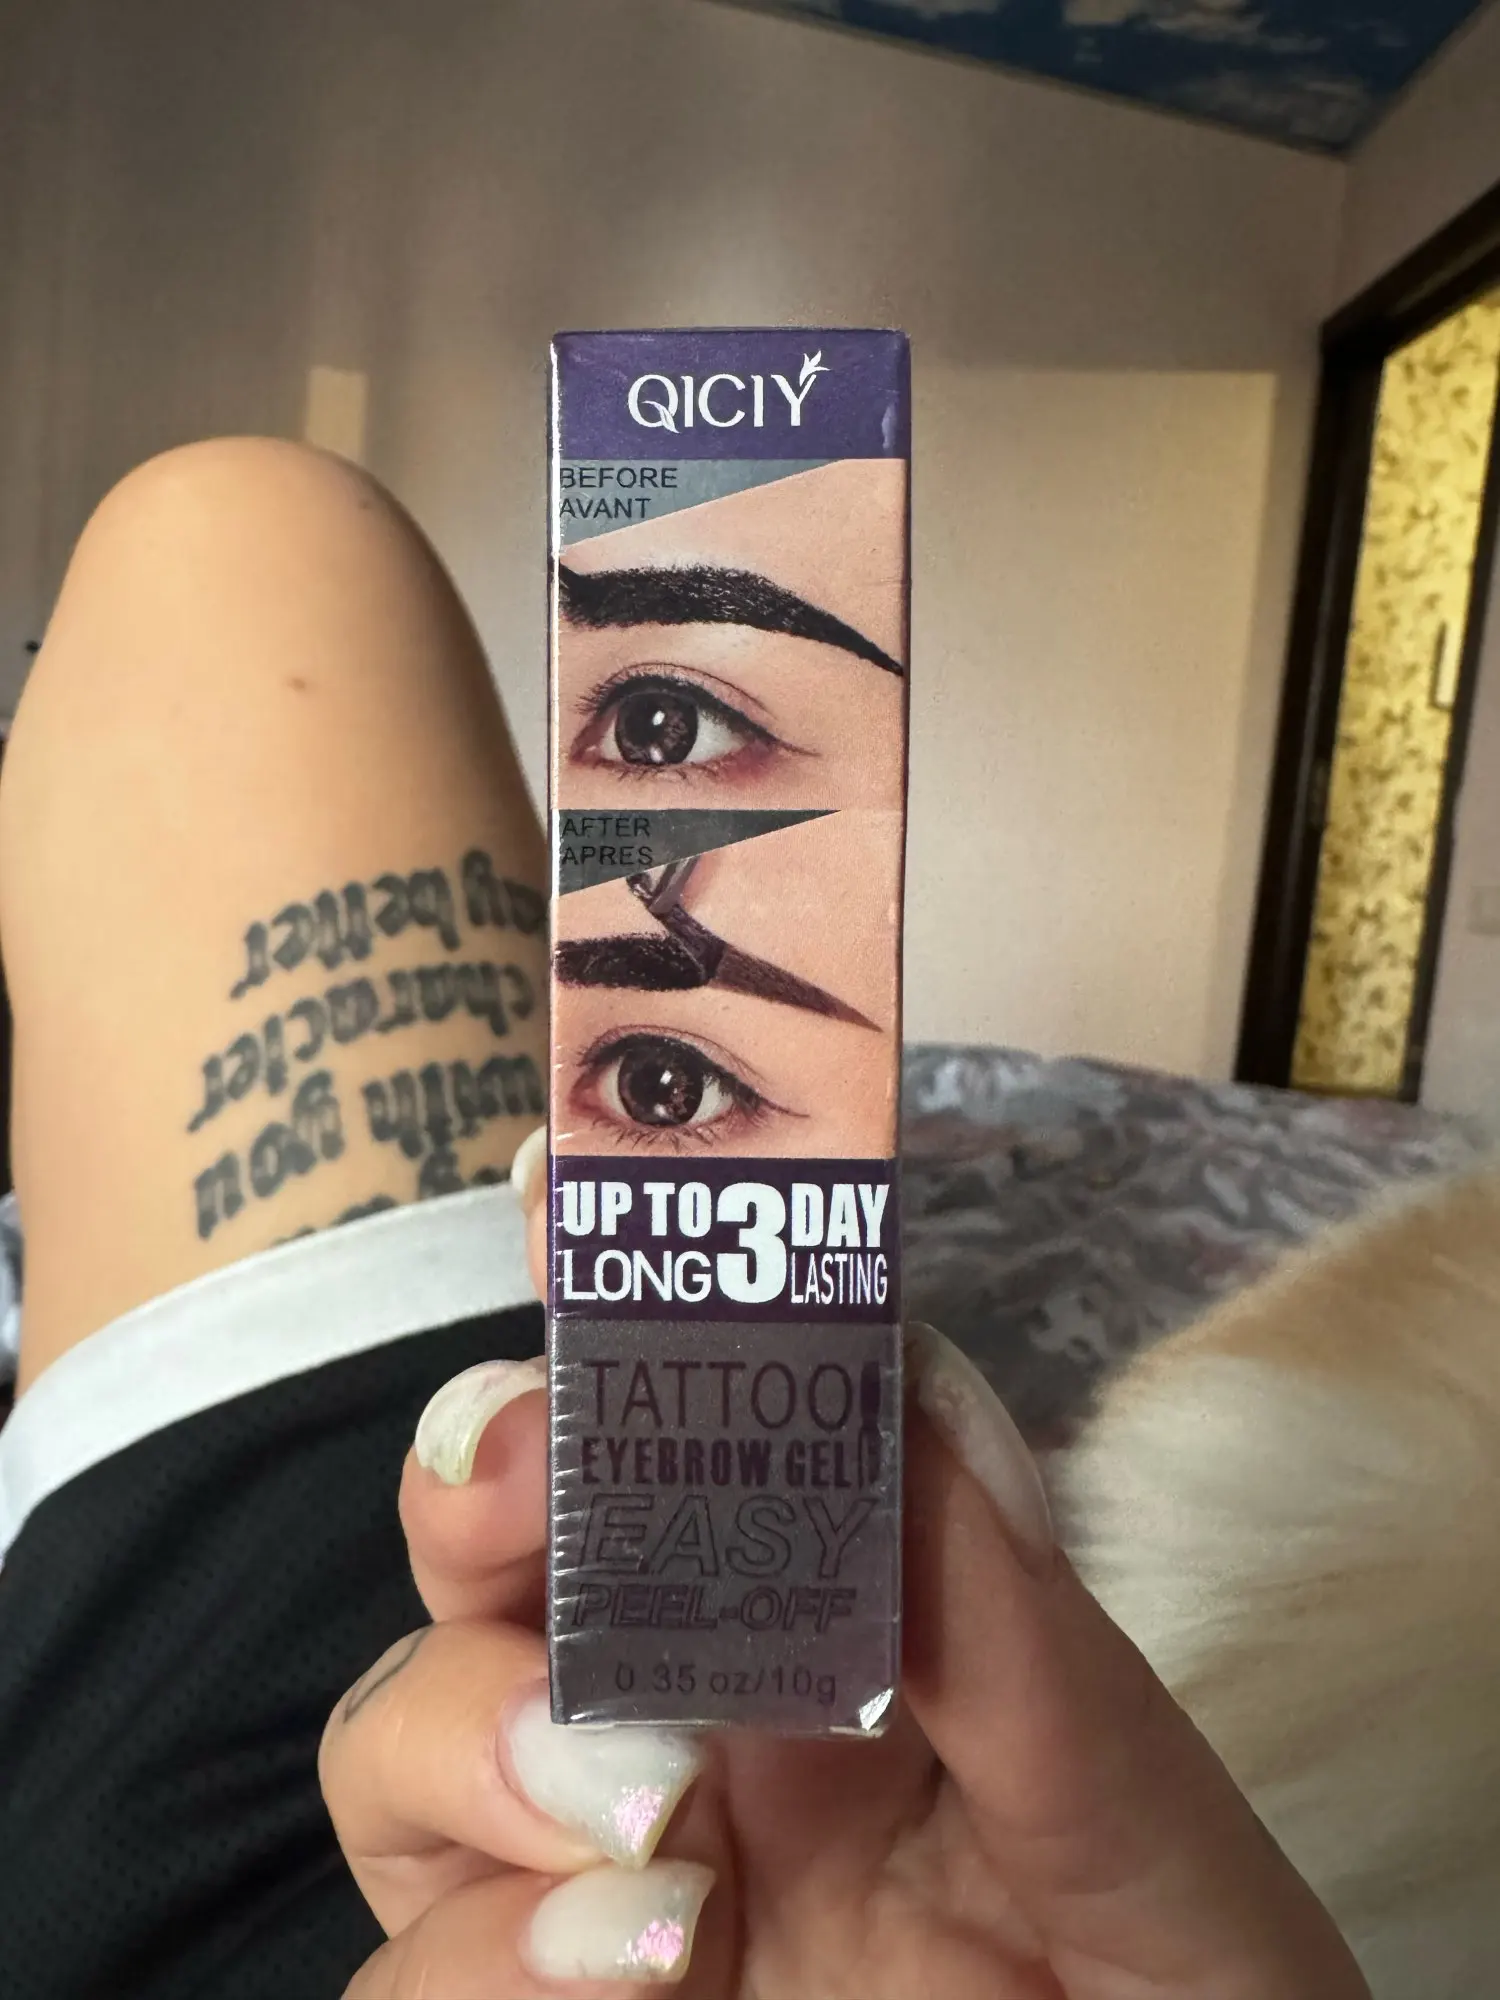 QICIY
BEFORE
AVANT
AFTER
APRES
UP TO 3 DAY
LONG LASTING
TATTOO
EYEBROW GEL
EASY
PEEL-OFF
0.35 oz/10g
better
character
with you